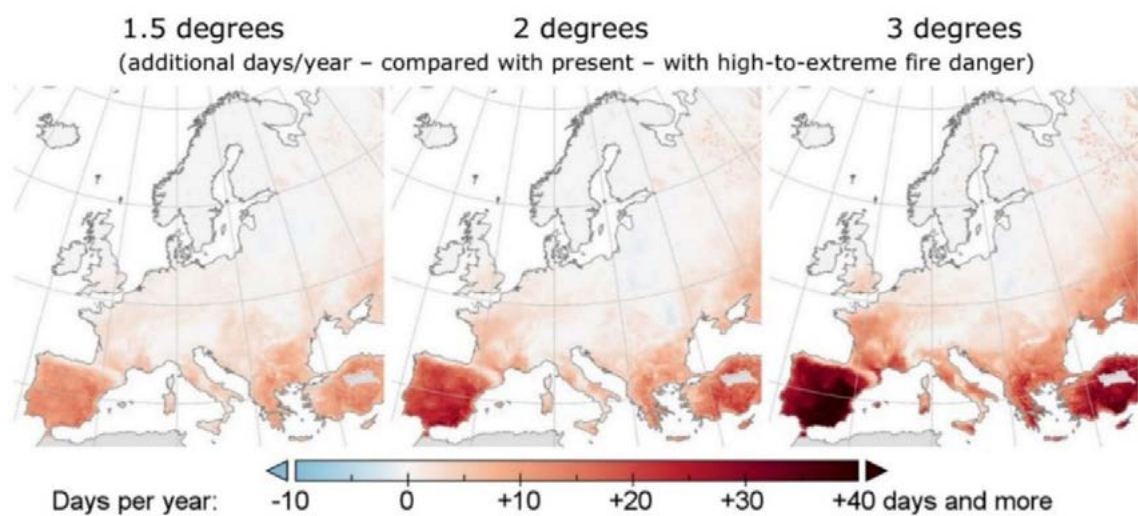 1.5 degrees 2 degrees 3 degrees
(additional days/year – compared with present – with high-to-extreme fire danger)
Days per year: -10 0 +10 +20 +30 +40 days and more